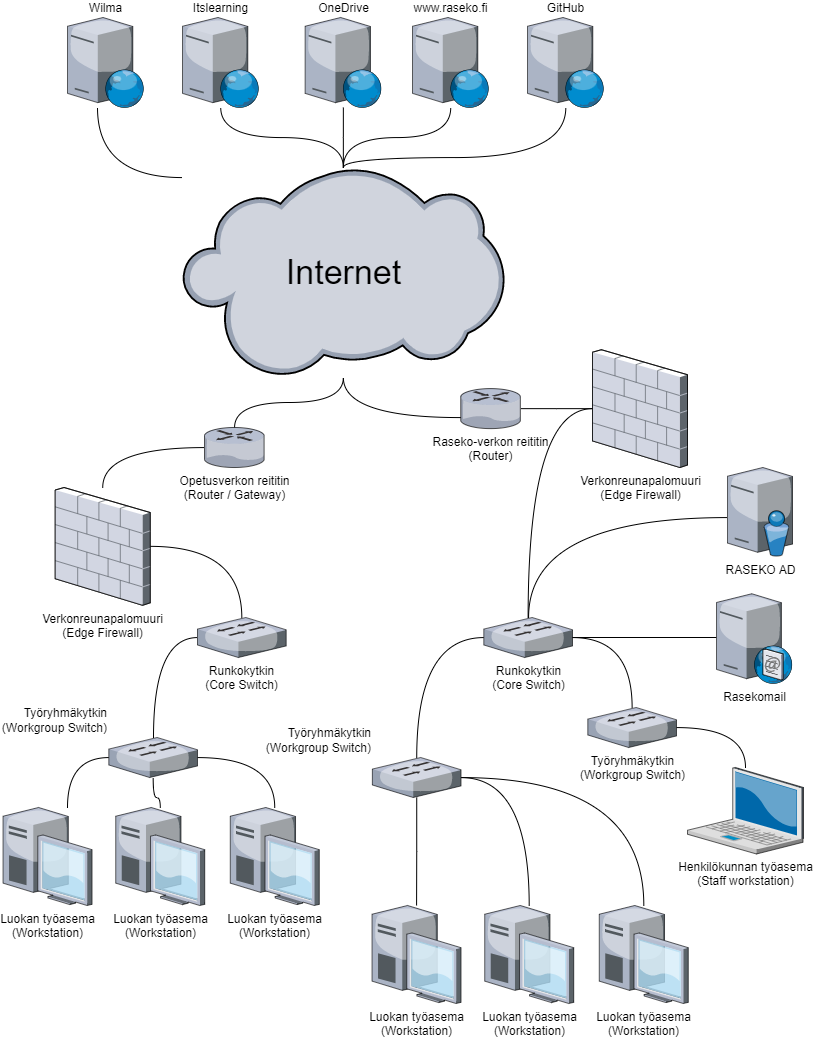 Wilma
Itslearning
OneDrive
www.raseko.fi
GitHub
Internet
Raseko-verkon reititin
(Router)
Opetusverkon reititin
(Router / Gateway)
Verkonreunapalomuuri
(Edge Firewall)
RASEKO AD
Verkonreunapalomuuri
(Edge Firewall)
Runkokytkin
(Core Switch)
Runkokytkin
(Core Switch)
Rasekomail
Työryhmäkytkin
(Workgroup Switch)
Työryhmäkytkin
(Workgroup Switch)
Työryhmäkytkin
(Workgroup Switch)
Henkilökunnan työasema
(Staff workstation)
Luokan työasema
(Workstation)
Luokan työasema
(Workstation)
Luokan työasema
(Workstation)
Luokan työasema
(Workstation)
Luokan työasema
(Workstation)
Luokan työasema
(Workstation)